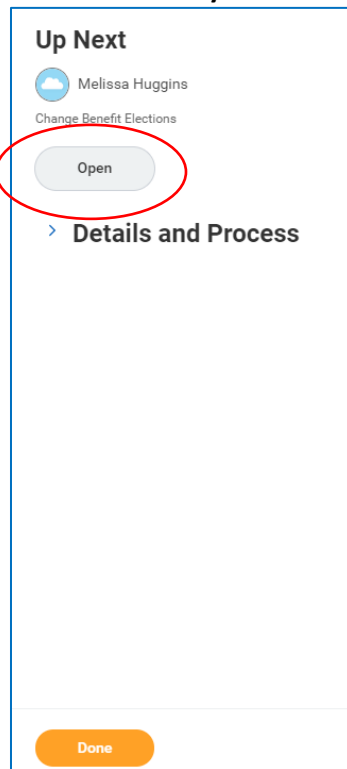 Up Next
Melissa Huggins
Change Benefit Elections
Open
Details and Process
Done